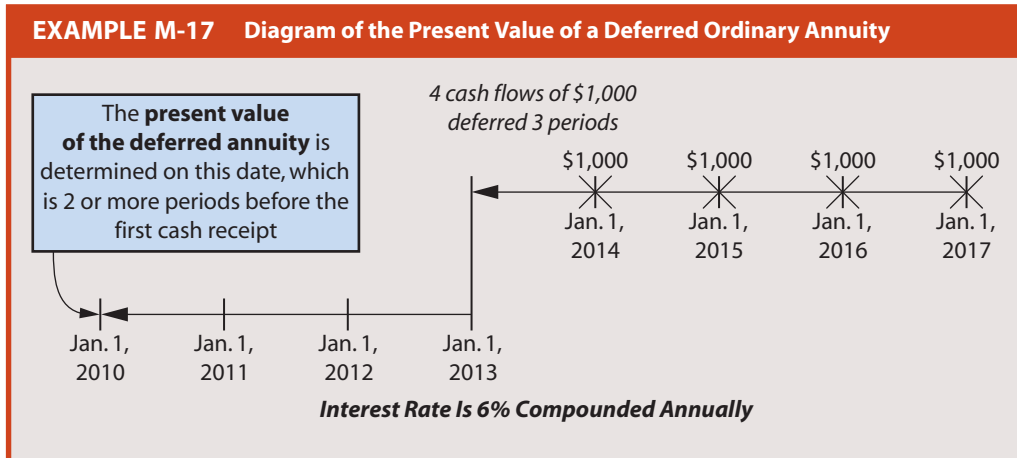 EXAMPLE M-17 Diagram of the Present Value of a Deferred Ordinary Annuity
The present value
of the deferred annuity is
determined on this date, which
is 2 or more periods before the
first cash receipt
4 cash flows of $1,000
deferred 3 periods
$1,000 $1,000 $1,000 $1,000
Jan. 1, Jan. 1, Jan. 1, Jan. 1,
2014 2015 2016 2017
Jan. 1, Jan. 1, Jan. 1, Jan. 1,
2010 2011 2012 2013
Interest Rate Is 6% Compounded Annually